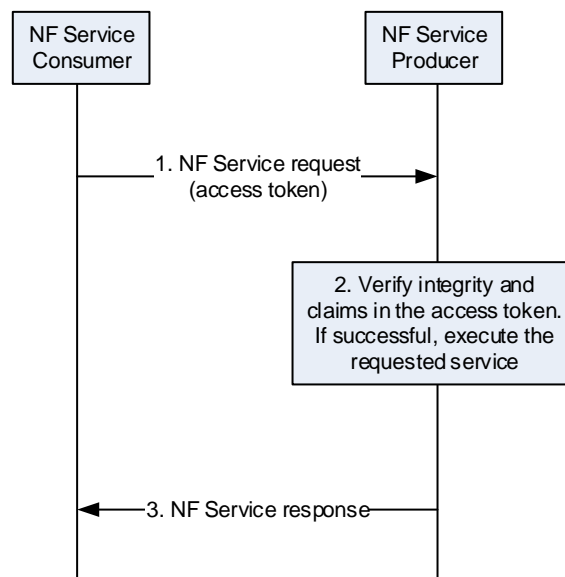 NF Service
Consumer
NF Service
Producer
1. NF Service request
(access token)
2. Verify integrity and
claims in the access token.
If successful, execute the
requested service
3. NF Service response